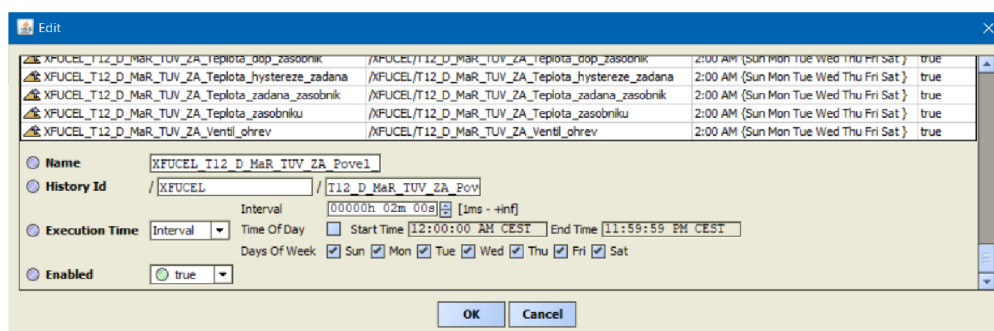 Edit
XFUCEL_T12_D_MaR_TUV_ZA_Teplota_dop_zasobnik /XFUCEL/T12_D_MaR_TUV_ZA_Teplota_dop_zasobnik 2:00 AM {Sun Mon Tue Wed Thu Fri Sat } true
XFUCEL_T12_D_MaR_TUV_ZA_Teplota_hystereze_zadana /XFUCEL/T12_D_MaR_TUV_ZA_Teplota_hystereze_zadana 2:00 AM {Sun Mon Tue Wed Thu Fri Sat } true
XFUCEL_T12_D_MaR_TUV_ZA_Teplota_zadana_zasobnik /XFUCEL/T12_D_MaR_TUV_ZA_Teplota_zadana_zasobnik 2:00 AM {Sun Mon Tue Wed Thu Fri Sat } true
XFUCEL_T12_D_MaR_TUV_ZA_Teplota_zasobniku /XFUCEL/T12_D_MaR_TUV_ZA_Teplota_zasobniku 2:00 AM {Sun Mon Tue Wed Thu Fri Sat } true
XFUCEL_T12_D_MaR_TUV_ZA_Ventil_ohrev /XFUCEL/T12_D_MaR_TUV_ZA_Ventil_ohrev 2:00 AM {Sun Mon Tue Wed Thu Fri Sat } true
Name XFUCEL_T12_D_MaR_TUV_ZA_Povel_
History Id / XFUCEL / T12_D_MaR_TUV_ZA_Pov
Interval 00000h 02m 00s [1ms - +inf]
Execution Time Interval Time Of Day Start Time 12:00:00 AM CEST End Time 11:59:59 PM CEST
Days Of Week Sun Mon Tue Wed Thu Fri Sat
Enabled true
OK Cancel